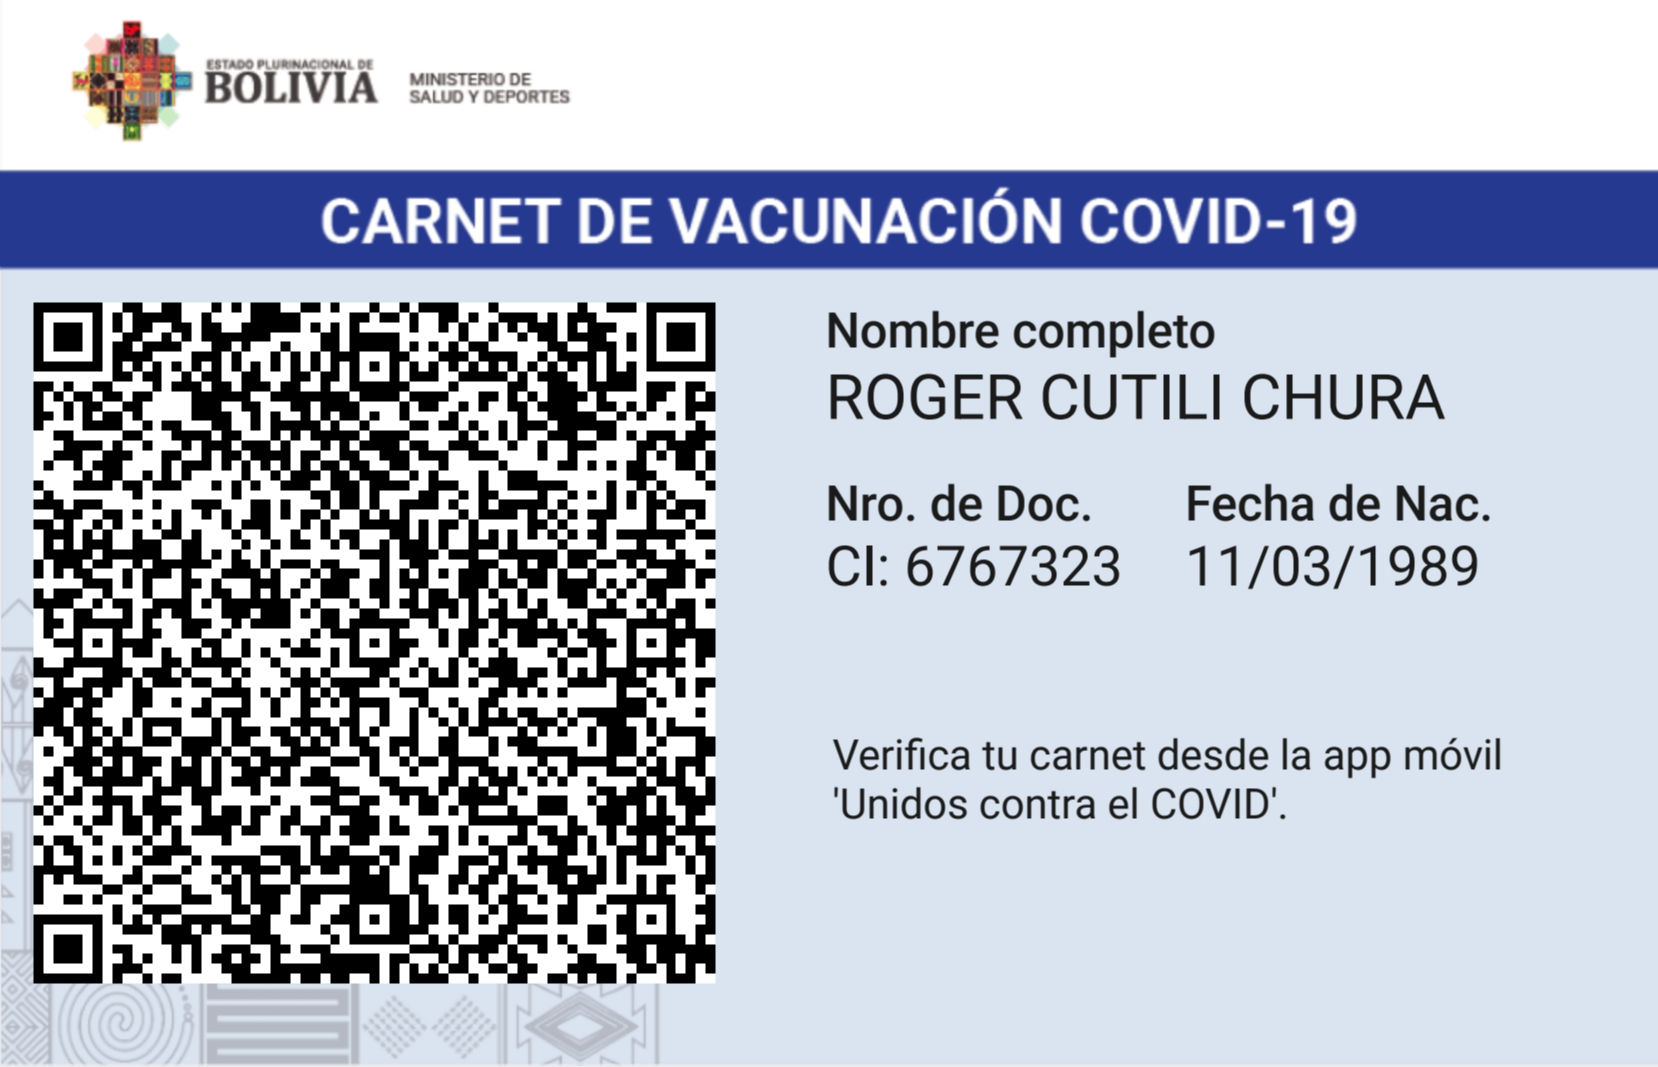 ESTADO PLURINACIONAL DE
BOLIVIA
MINISTERIO DE
SALUD Y DEPORTES
CARNET DE VACUNACIÓN COVID-19
Nombre completo
ROGER CUTILI CHURA
Nro. de Doc. Fecha de Nac.
CI: 6767323 11/03/1989
Verifica tu carnet desde la app móvil
'Unidos contra el COVID'.